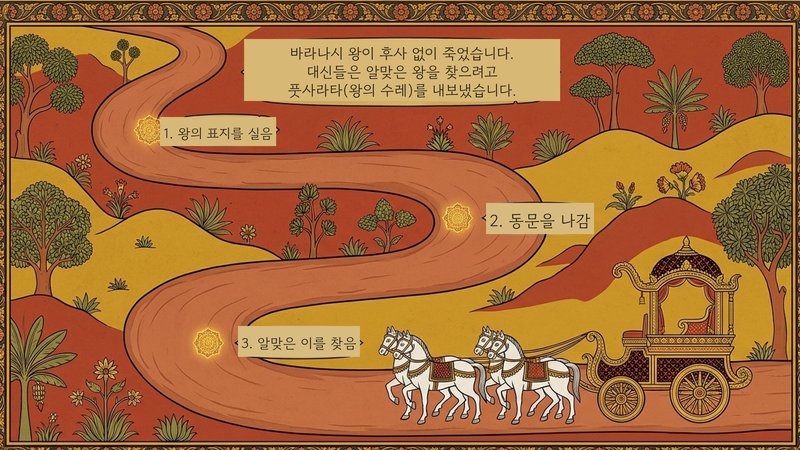 바라나시 왕이 후사 없이 죽었습니다.
대신들은 알맞은 왕을 찾으려고
풋사라타(왕의 수레)를 내보냈습니다.
1. 왕의 표지를 실음
2. 동문을 나감
3. 알맞은 이를 찾음